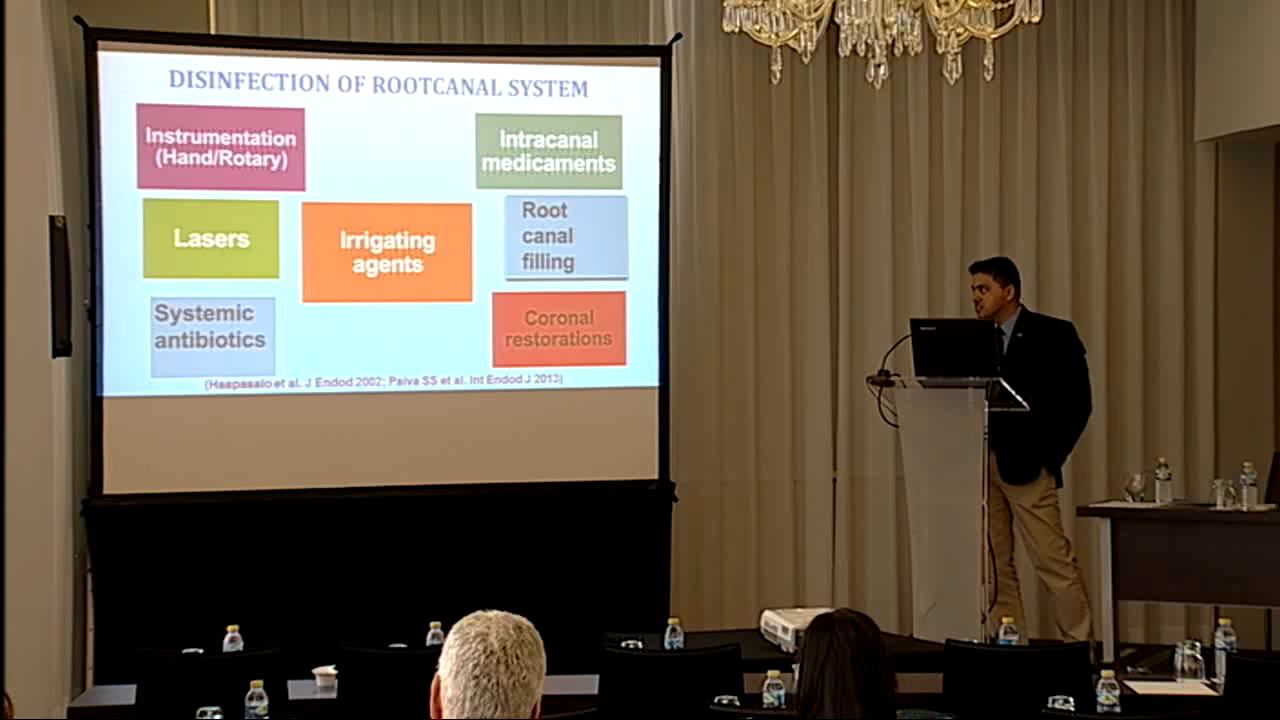 DISINFECTION OF ROOTCANAL SYSTEM
Instrumentation
(Hand/Rotary)
Intracanal
medicaments
Lasers
Irrigating
agents
Root
canal
filling
Systemic
antibiotics
Coronal
restorations
(Haapasalo et al. J Endod 2002; Paiva SS et al. Int Endod J 2013)